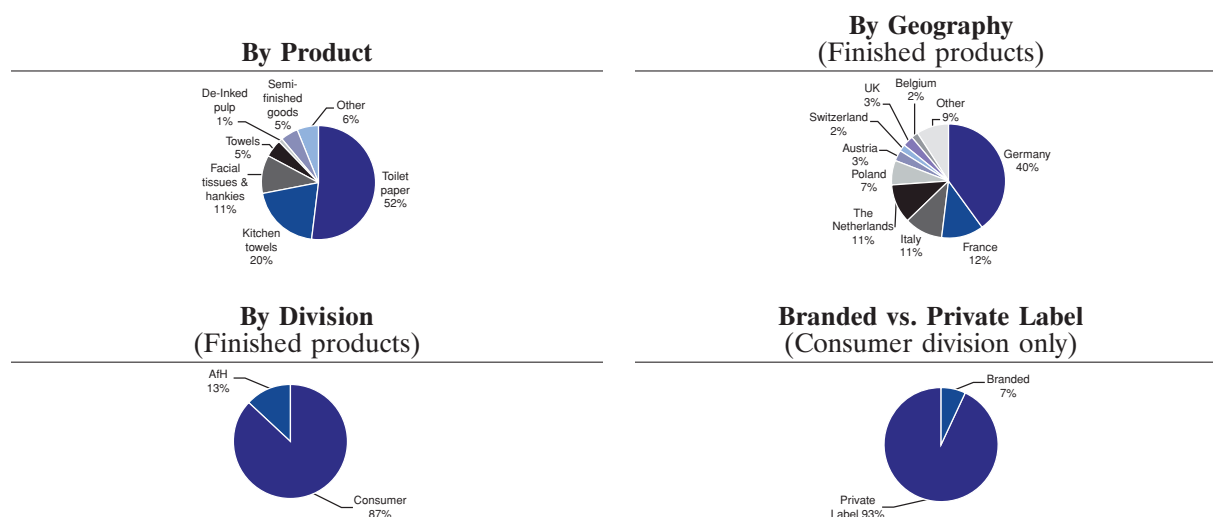 By Product
De-Inked
pulp
1%
Semi-
finished
goods
5%
Other
6%
Towels
5%
Facial
tissues &
hankies
11%
Kitchen
towels
20%
Toilet
paper
52%
By Geography
(Finished products)
UK
3%
Belgium
2%
Other
9%
Switzerland
2%
Austria
3%
Poland
7%
The
Netherlands
11%
Italy
11%
France
12%
Germany
40%
By Division
(Finished products)
AfH
13%
Consumer
87%
Branded vs. Private Label
(Consumer division only)
Branded
7%
Private
Label 93%